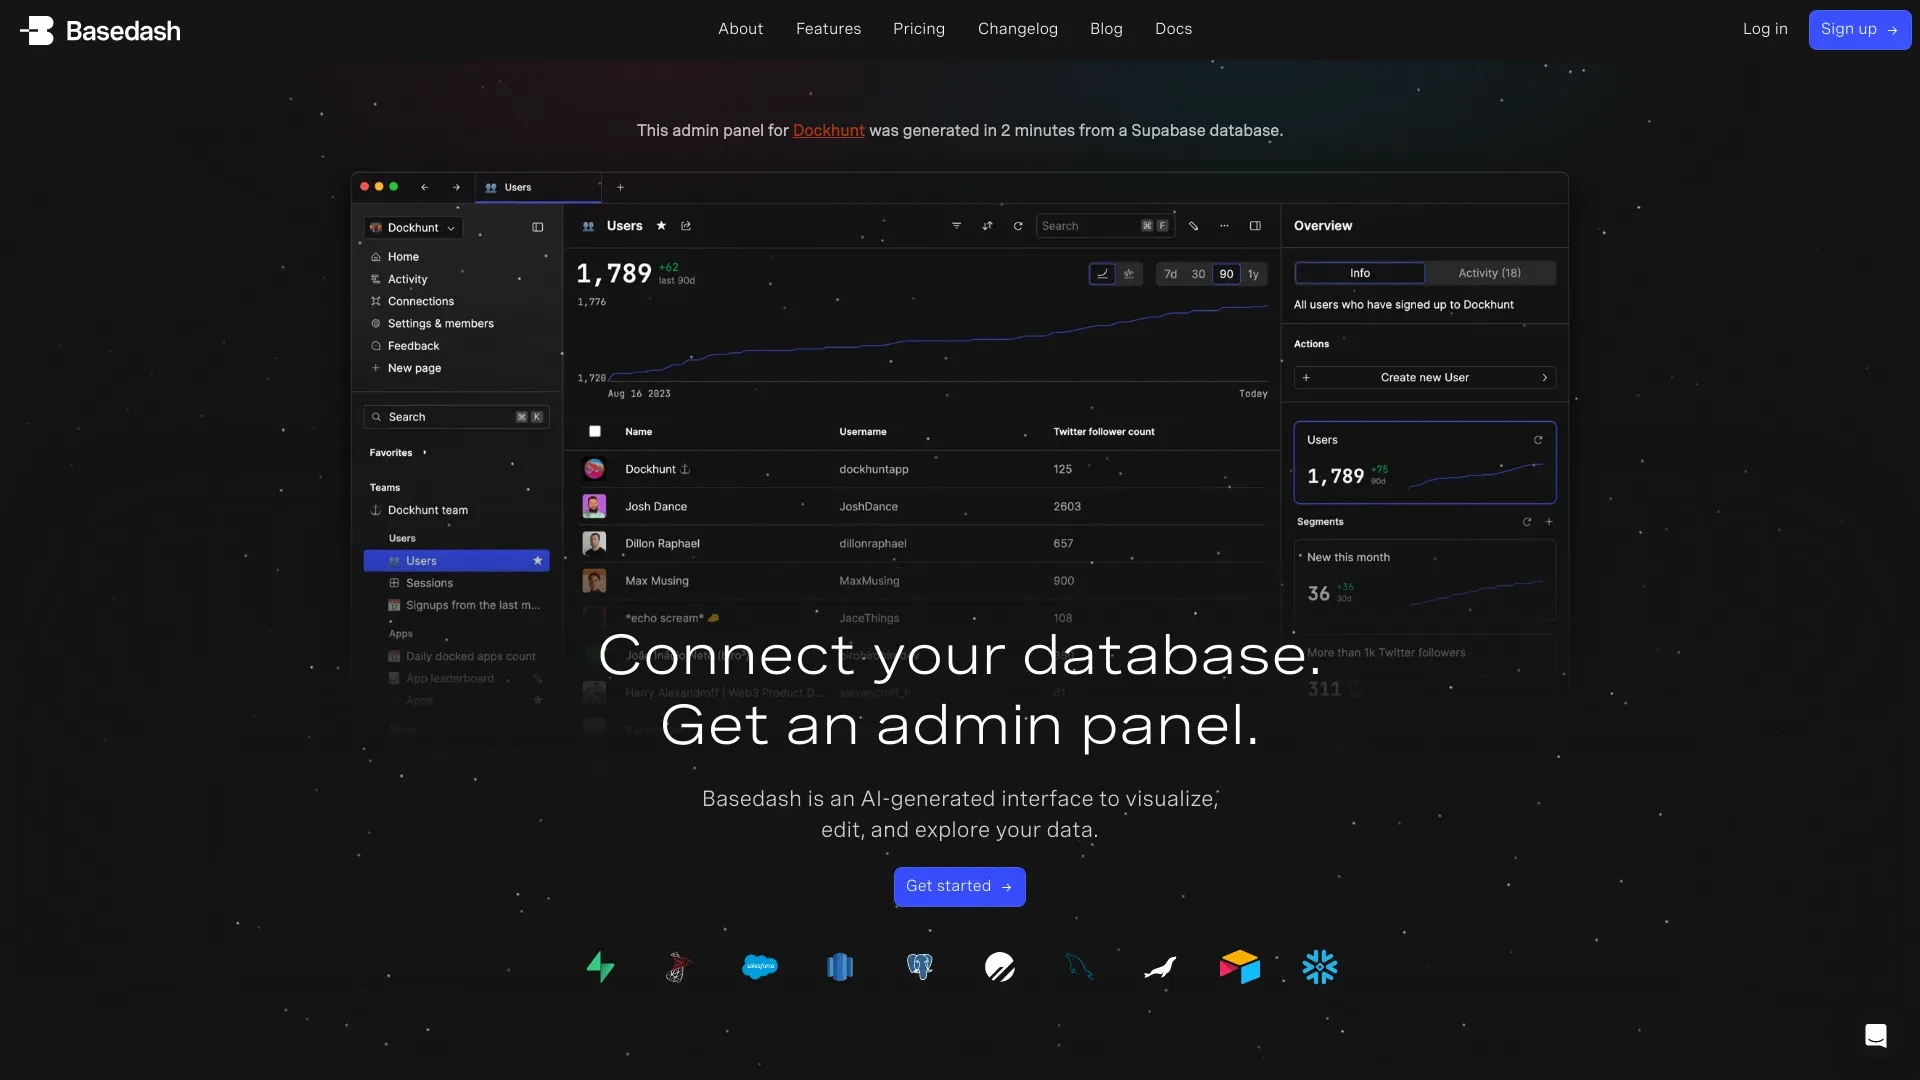 Basedash
About Features Pricing Changelog Blog Docs
Log in
Sign up →
This admin panel for Dockhunt was generated in 2 minutes from a Supabase database.
Users
Dockhunt
Home
Activity
Connections
Settings & members
Feedback
New page
Search ⌘ K
Favorites
Teams
Dockhunt team
Users
Users
Sessions
Signups from the last m...
Apps
Daily docked apps count
App leaderboard
Apps
Users
Search ⌘ F
1,789 +62
last 90d
7d 30 90 1y
1,776
1,720
Aug 16 2023 Today
Name Username Twitter follower count
Dockhunt dockhuntapp 125
Josh Dance JoshDance 2603
Dillon Raphael dillonraphael 657
Max Musing MaxMusing 900
*echo scream* JaceThings 108
Harry Alexandroff | Web3 Product D... alexandroff_h 61
Overview
Info Activity (18)
All users who have signed up to Dockhunt
Actions
+ Create new User
Users
1,789 +75
90d
Segments
New this month
36 +36
30d
More than 1k Twitter followers
311
Connect your database.
Get an admin panel.
Basedash is an AI-generated interface to visualize,
edit, and explore your data.
Get started →
salesforce